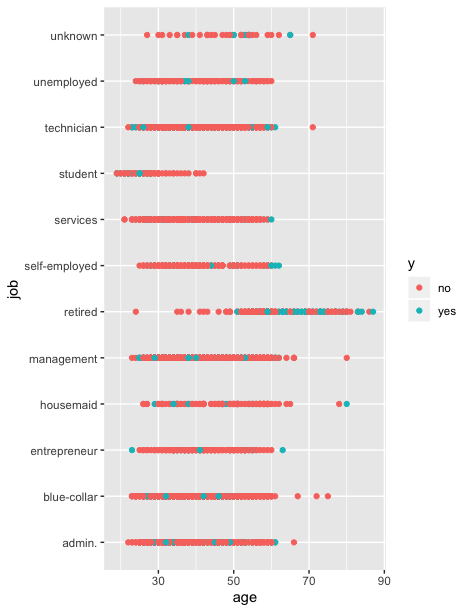 unknown
unemployed
technician
student
services
self-employed
retired
management
housemaid
entrepreneur
blue-collar
admin.
job
30 50 70 90
age
y
no
yes